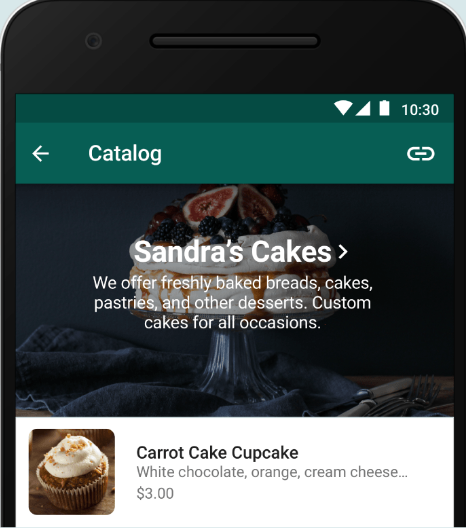 10:30
Catalog
Sandra's Cakes
We offer freshly baked breads, cakes,
pastries, and other desserts. Custom
cakes for all occasions.
Carrot Cake Cupcake
White chocolate, orange, cream cheese...
$3.00